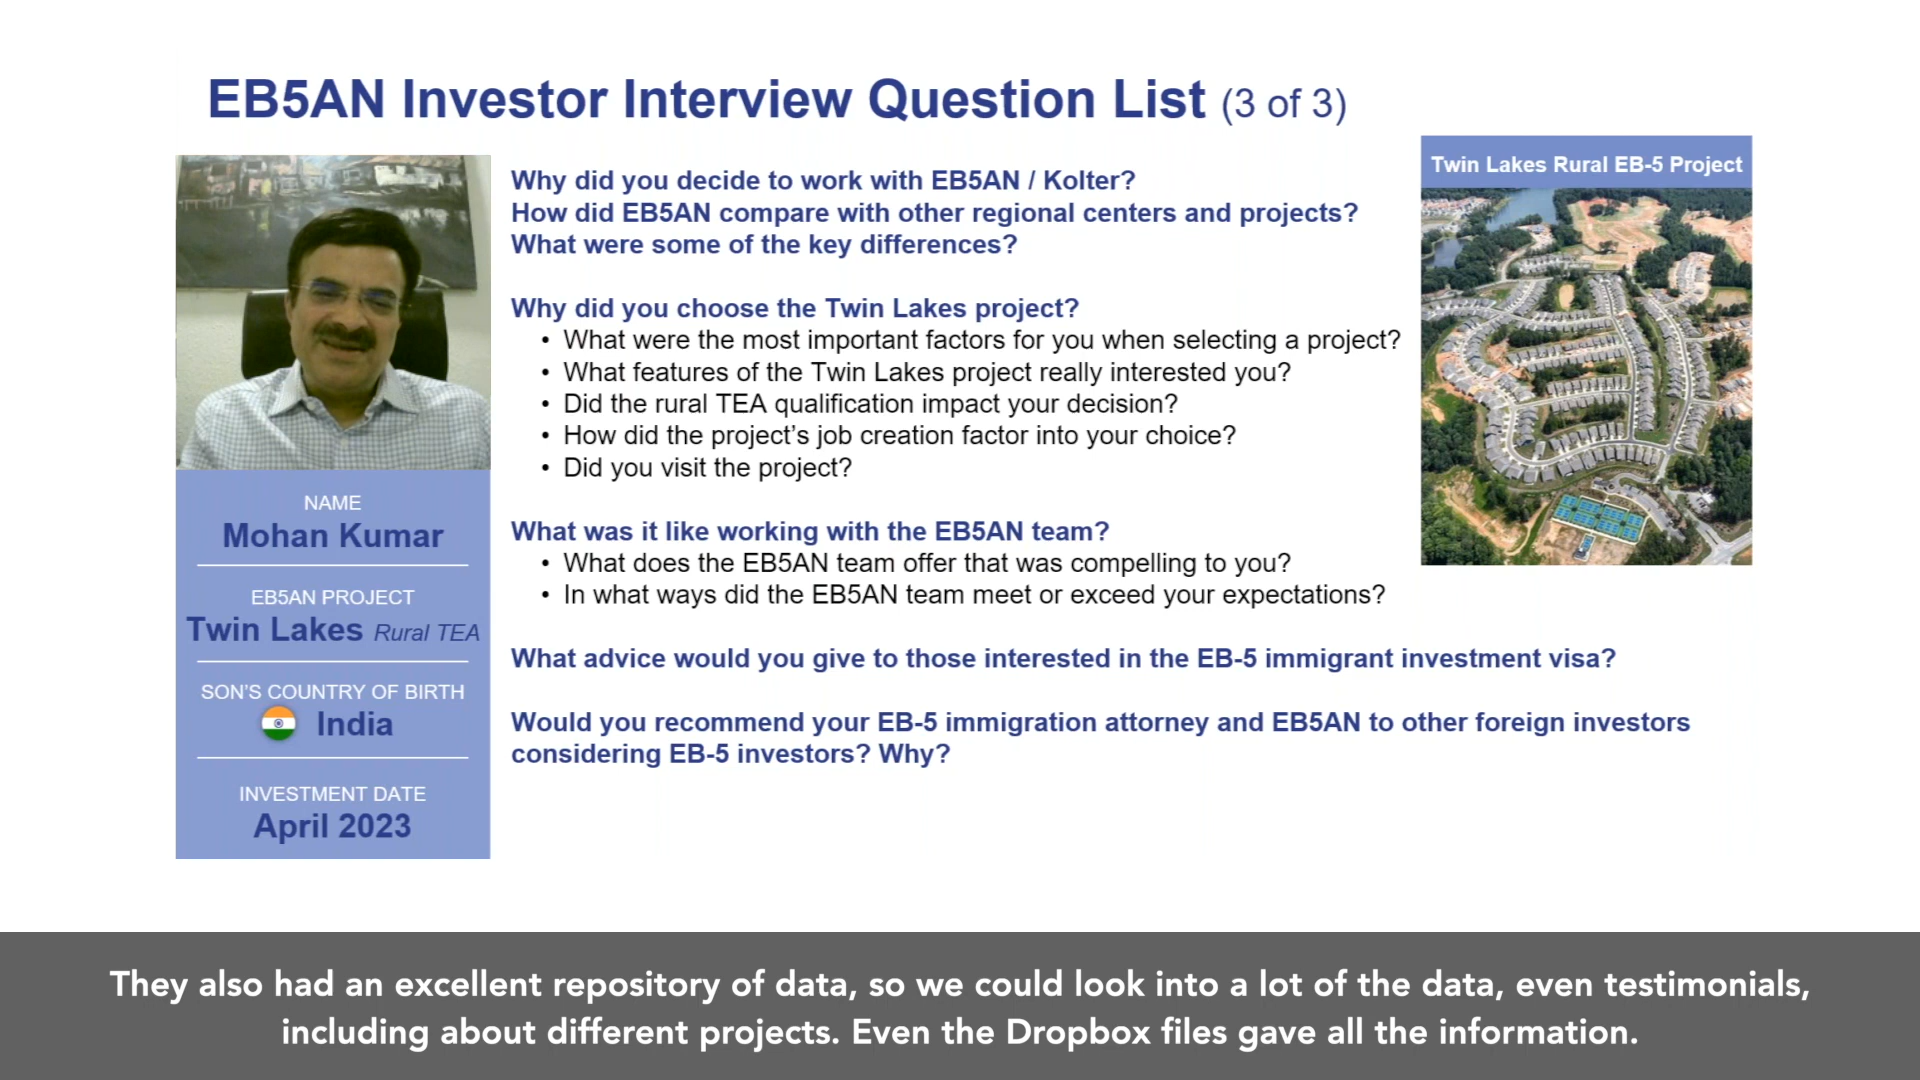 EB5AN Investor Interview Question List (3 of 3)
NAME
Mohan Kumar
EB5AN PROJECT
Twin Lakes Rural TEA
SON'S COUNTRY OF BIRTH
India
INVESTMENT DATE
April 2023
Why did you decide to work with EB5AN / Kolter?
How did EB5AN compare with other regional centers and projects?
What were some of the key differences?
Why did you choose the Twin Lakes project?
• What were the most important factors for you when selecting a project?
• What features of the Twin Lakes project really interested you?
• Did the rural TEA qualification impact your decision?
• How did the project’s job creation factor into your choice?
• Did you visit the project?
What was it like working with the EB5AN team?
• What does the EB5AN team offer that was compelling to you?
• In what ways did the EB5AN team meet or exceed your expectations?
What advice would you give to those interested in the EB-5 immigrant investment visa?
Would you recommend your EB-5 immigration attorney and EB5AN to other foreign investors
considering EB-5 investors? Why?
Twin Lakes Rural EB-5 Project
They also had an excellent repository of data, so we could look into a lot of the data, even testimonials,
including about different projects. Even the Dropbox files gave all the information.